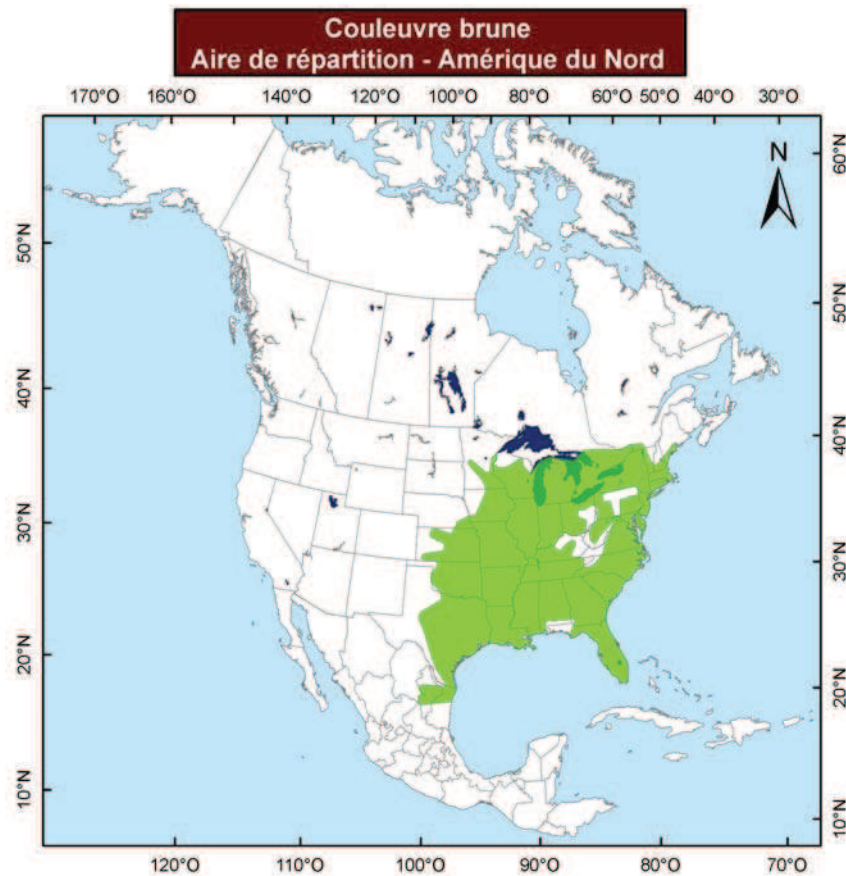 Couleuvre brune
Aire de répartition - Amérique du Nord
170°O 160°O 140°O 120°O 100°O 80°O 60°O 50°O 40°O 30°O
N
60°N
50°N
50°N
40°N
40°N
30°N
30°N
20°N
20°N
10°N
10°N
120°O 110°O 100°O 90°O 80°O 70°O